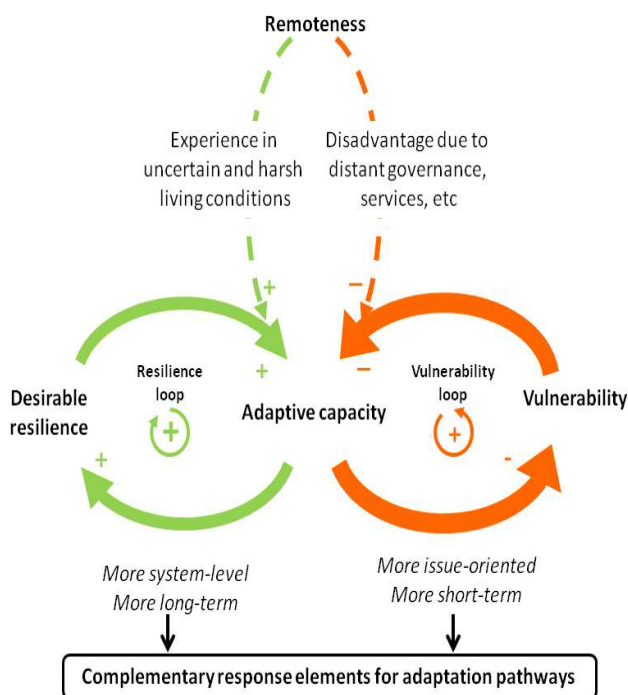 Remoteness
Experience in
uncertain and harsh
living conditions
Disadvantage due to
distant governance,
services, etc
+
–
+
–
Resilience
loop
+
Vulnerability
loop
+
Desirable
resilience
Adaptive capacity
Vulnerability
+
-
More system-level
More long-term
More issue-oriented
More short-term
Complementary response elements for adaptation pathways